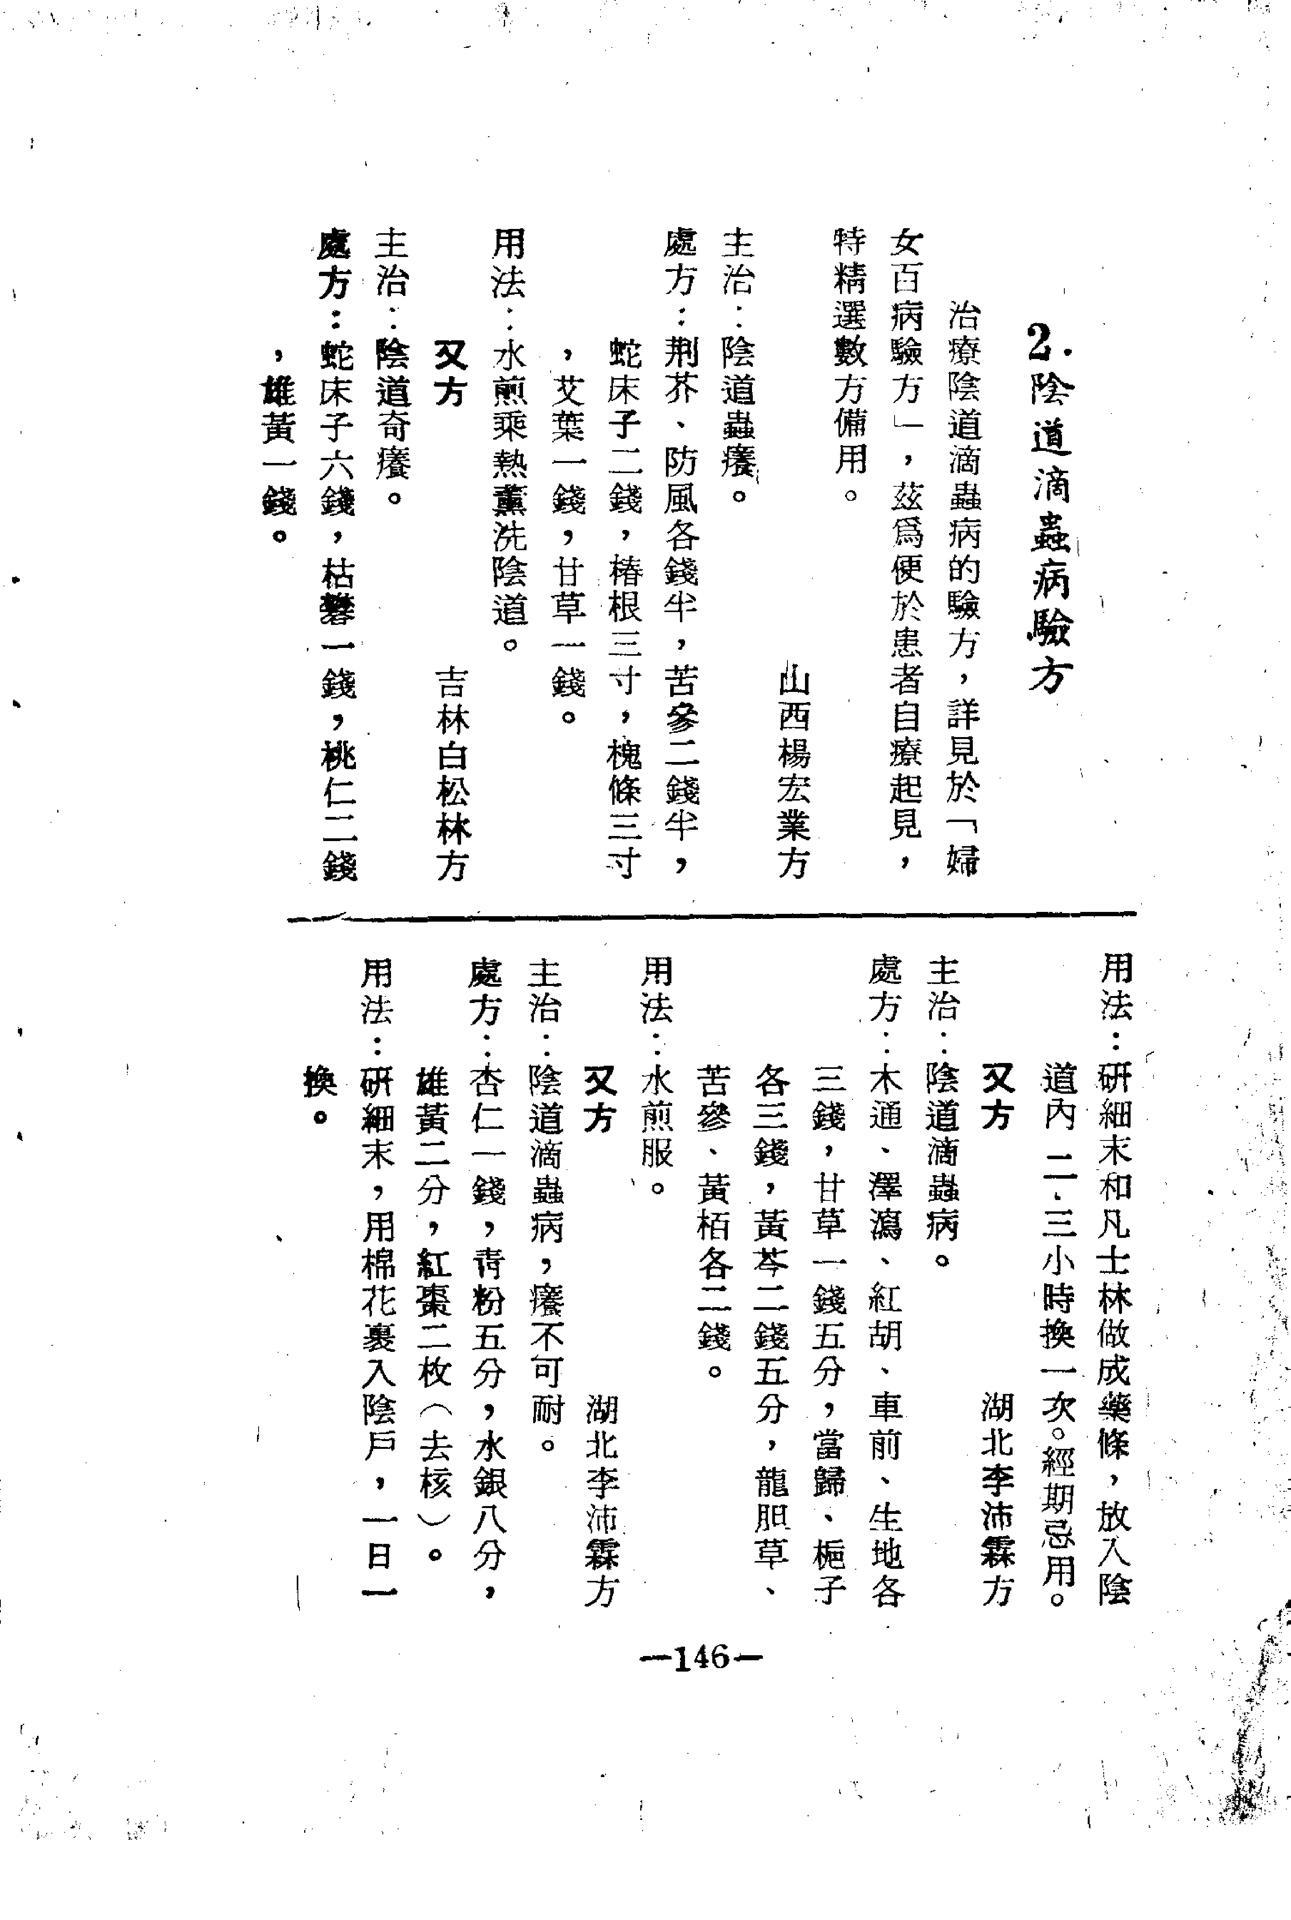 2.陰道滴蟲病驗方
治療陰道滴蟲病的驗方，詳見於「婦
女百病驗方」，茲爲便於患者自療起見，
特精選數方備用。
山西楊宏業方
主治：陰道蟲癢。
處方：荆芥、防風各錢半，苦參二錢半，
蛇床子二錢，椿根三寸，槐條三寸
，艾葉一錢，甘草一錢。
用法：水煎乘熱薰洗陰道。
又方　吉林白松林方
主治：陰道奇癢。
處方：蛇床子六錢，枯礬一錢，桃仁二錢
，雄黃一錢。
用法：研細末和凡士林做成藥條，放入陰
道內二.三小時換一次。經期忌用。
又方　湖北李沛霖方
主治：陰道滴蟲病。
處方：木通、澤瀉、紅胡、車前、生地各
三錢，甘草一錢五分，當歸、梔子
各三錢，黃芩二錢五分，龍胆草、
苦參、黃栢各二錢。
用法：水煎服。
又方　湖北李沛霖方
主治：陰道滴蟲病，癢不可耐。
處方：杏仁一錢，靑粉五分，水銀八分，
雄黃二分，紅棗二枚（去核）。
用法：研細末，用棉花裹入陰戶，一日一
換。
—146—